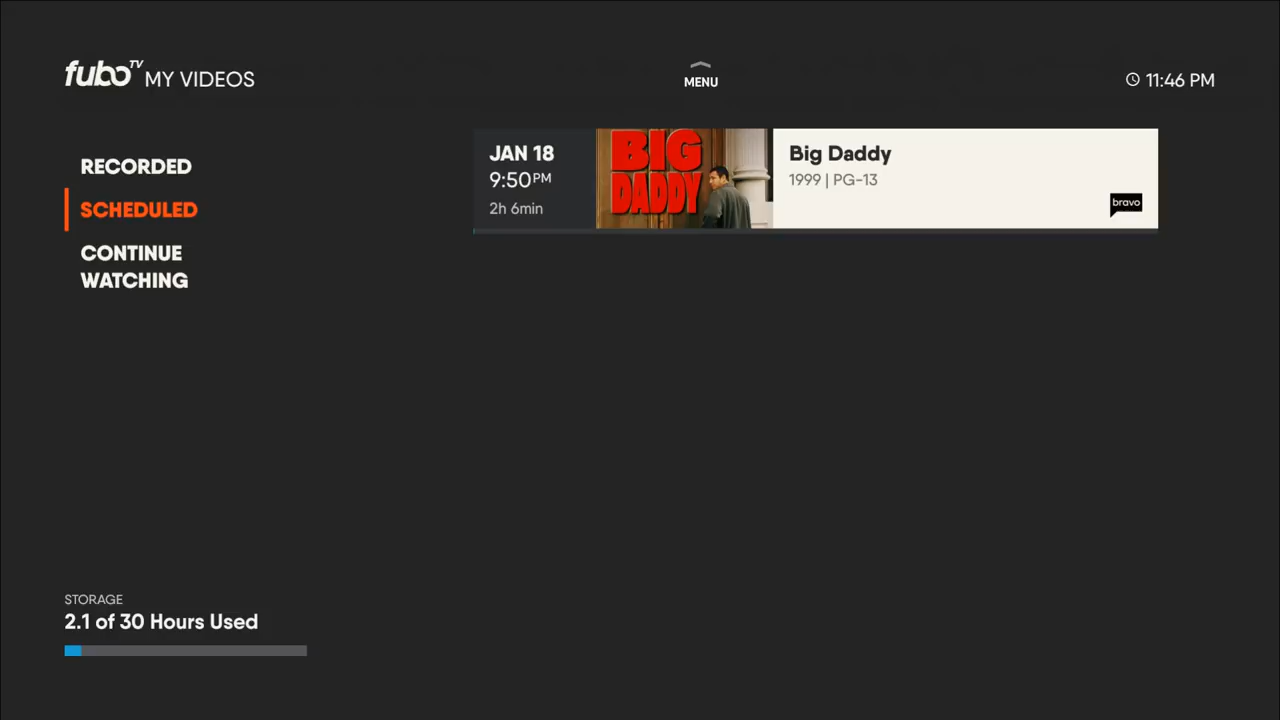 fuboTV MY VIDEOS
MENU
11:46 PM
RECORDED
SCHEDULED
CONTINUE
WATCHING
JAN 18
9:50PM
2h 6min
BIG
DADDY
Big Daddy
1999 | PG-13
bravo
STORAGE
2.1 of 30 Hours Used